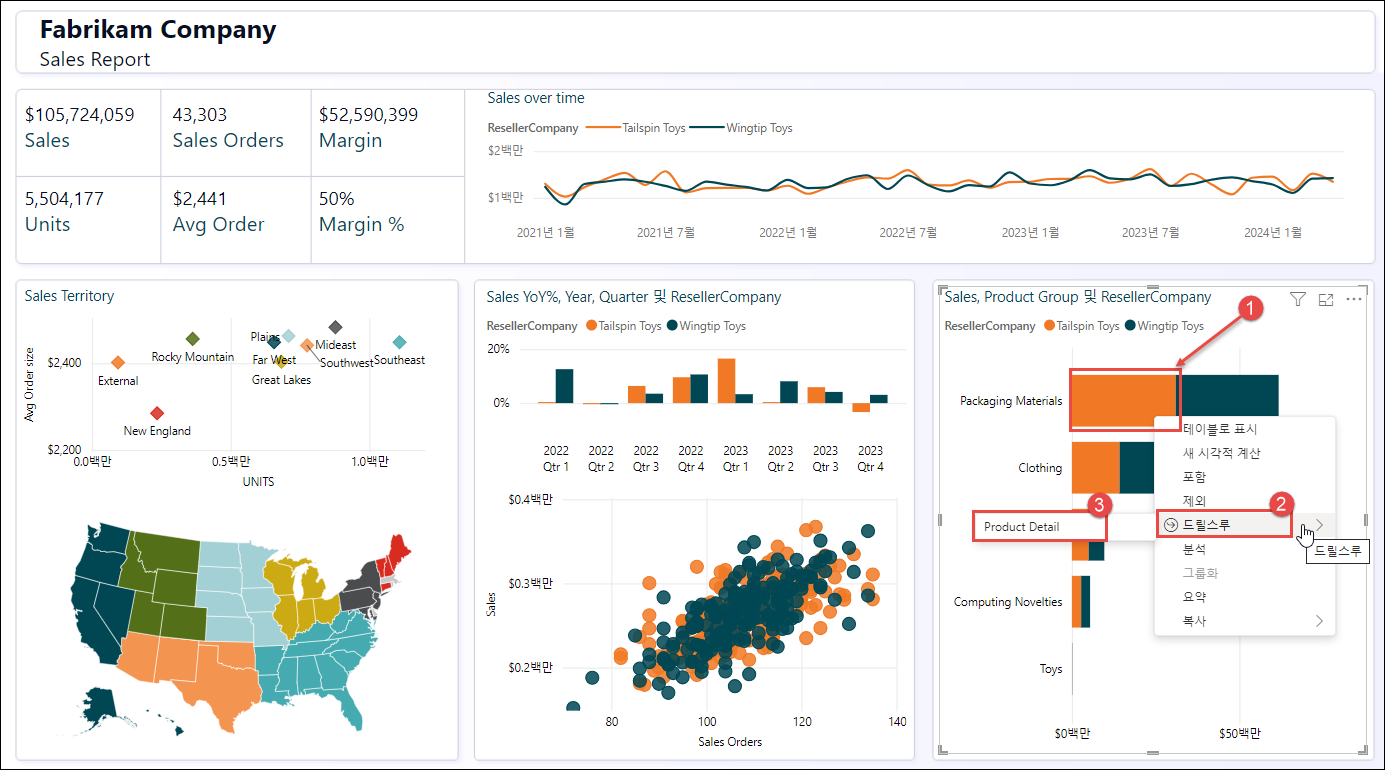 Fabrikam Company
Sales Report
$105,724,059
Sales
43,303
Sales Orders
$52,590,399
Margin
5,504,177
Units
$2,441
Avg Order
50%
Margin %
Sales over time
ResellerCompany Tailspin Toys Wingtip Toys
$2백만
$1백만
2021년 1월 2021년 7월 2022년 1월 2022년 7월 2023년 1월 2023년 7월 2024년 1월
Sales Territory
Avg Order size
$2,400
$2,200
Plains
Mideast
Rocky Mountain
Far West
Southwest
Southeast
External
Great Lakes
New England
0.0백만 0.5백만 1.0백만
UNITS
Sales YoY%, Year, Quarter 및 ResellerCompany
ResellerCompany Tailspin Toys Wingtip Toys
20%
0%
2022 2022 2022 2022 2023 2023 2023 2023
Qtr 1 Qtr 2 Qtr 3 Qtr 4 Qtr 1 Qtr 2 Qtr 3 Qtr 4
$0.4백만
$0.3백만
$0.2백만
Sales
80 100 120 140
Sales Orders
Sales, Product Group 및 ResellerCompany
ResellerCompany Tailspin Toys Wingtip Toys
1
Packaging Materials
Clothing
Computing Novelties
Toys
$0백만 $50백만
테이블로 표시
새 시각적 계산
포함
제외
2
드릴스루
드릴스루
3
Product Detail
분석
그룹화
요약
복사